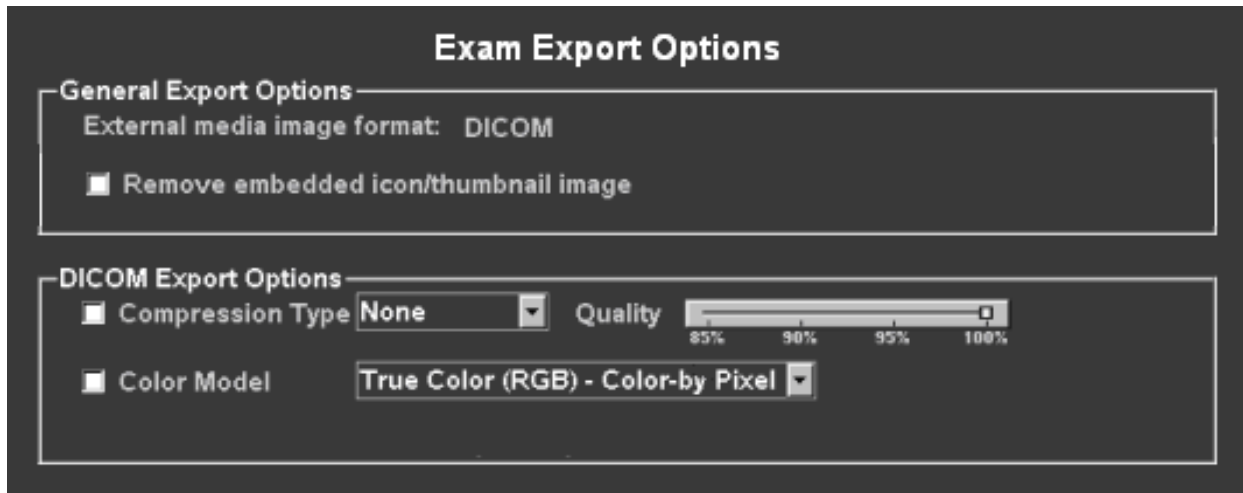 Exam Export Options
General Export Options
External media image format: DICOM
Remove embedded icon/thumbnail image
DICOM Export Options
Compression Type None Quality
85% 90% 95% 100%
Color Model True Color (RGB) - Color-by Pixel